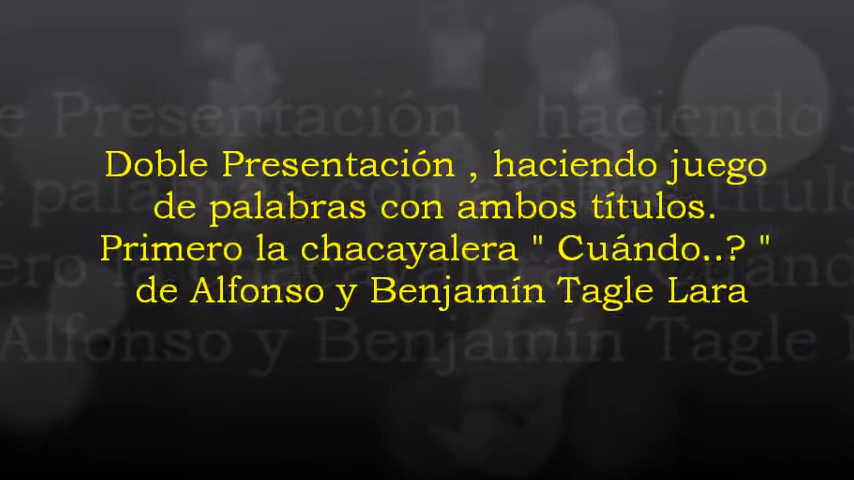 Doble Presentación , haciendo juego
de palabras con ambos títulos.
Primero la chacayalera " Cuándo..? "
de Alfonso y Benjamín Tagle Lara